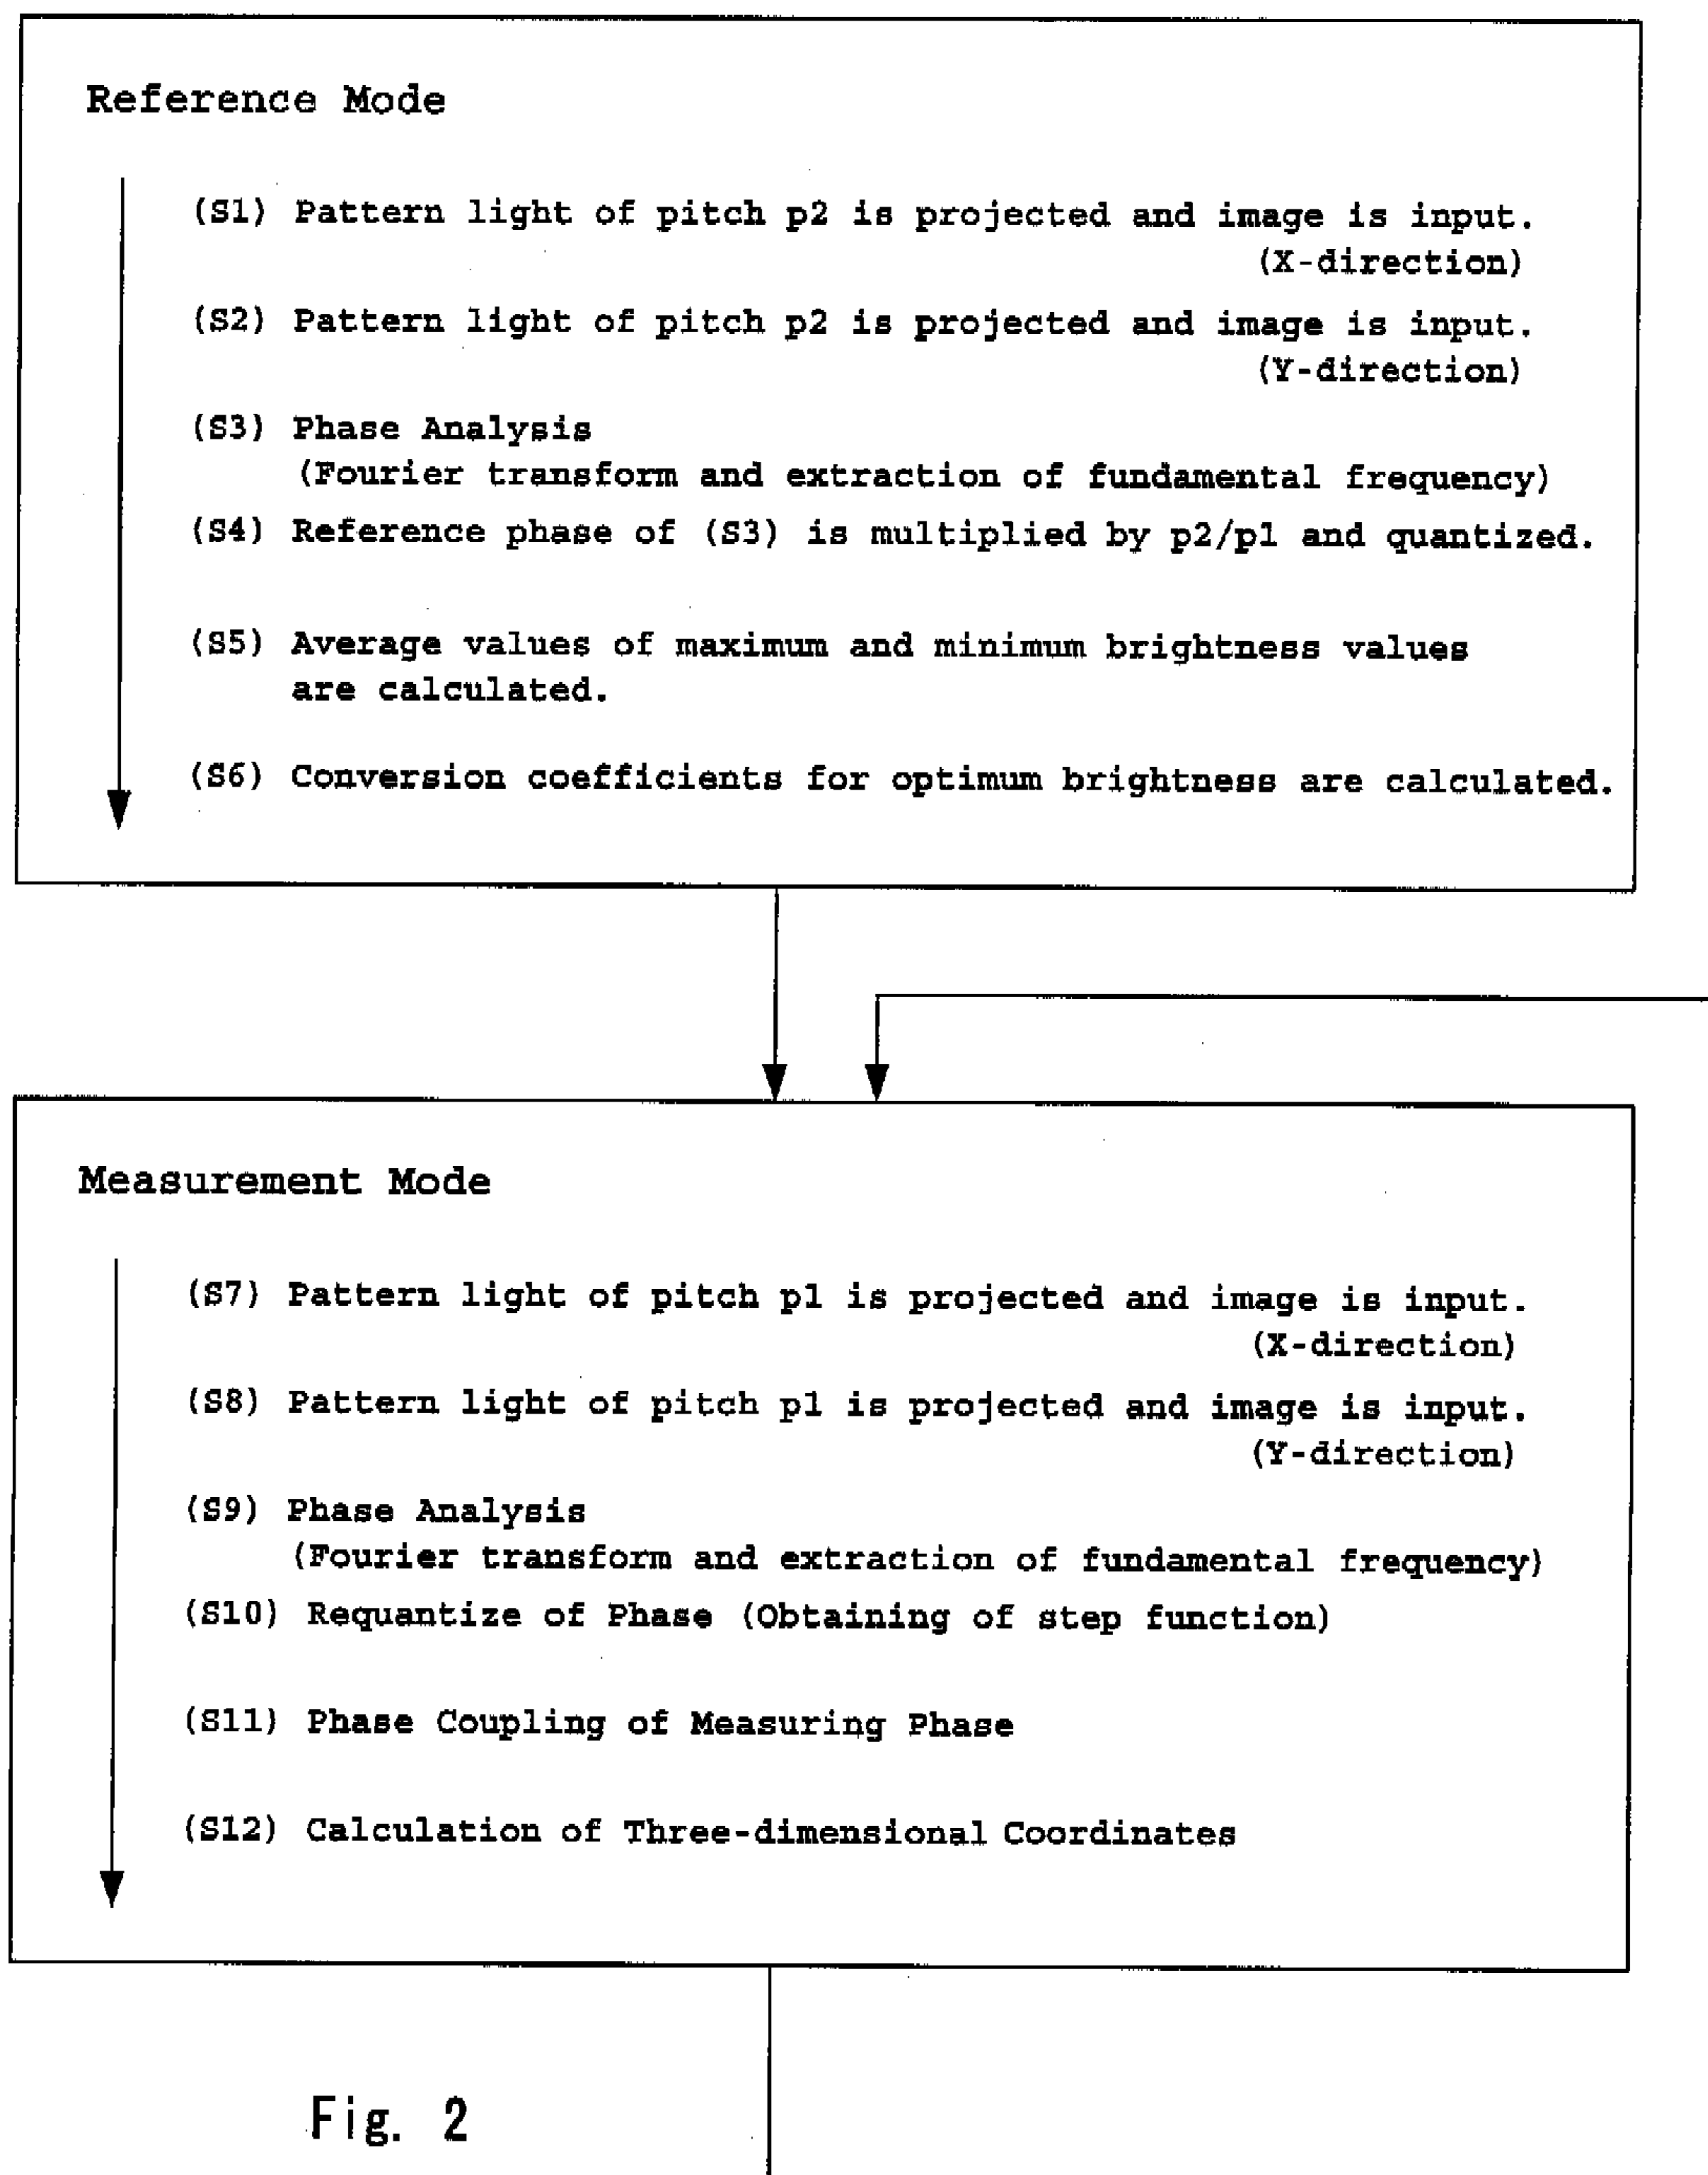 Reference Mode
(S1) Pattern light of pitch p2 is projected and image is input.
(X-direction)
(S2) Pattern light of pitch p2 is projected and image is input.
(Y-direction)
(S3) Phase Analysis
(Fourier transform and extraction of fundamental frequency)
(S4) Reference phase of (S3) is multiplied by p2/p1 and quantized.
(S5) Average values of maximum and minimum brightness values
are calculated.
(S6) Conversion coefficients for optimum brightness are calculated.
Measurement Mode
(S7) Pattern light of pitch p1 is projected and image is input.
(X-direction)
(S8) Pattern light of pitch p1 is projected and image is input.
(Y-direction)
(S9) Phase Analysis
(Fourier transform and extraction of fundamental frequency)
(S10) Requantize of Phase (Obtaining of step function)
(S11) Phase Coupling of Measuring Phase
(S12) Calculation of Three-dimensional Coordinates
Fig. 2